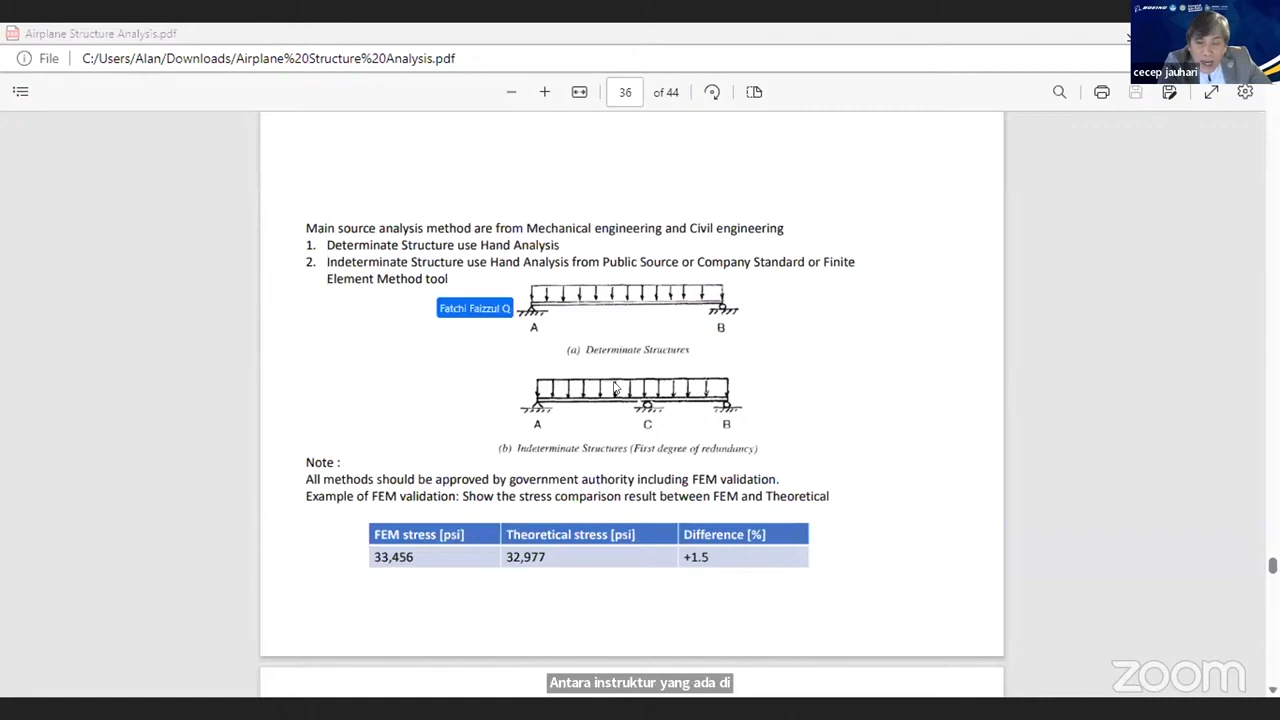 Airplane Structure Analysis.pdf
BOEING
File C:/Users/Alan/Downloads/Airplane%20Structure%20Analysis.pdf
cecep jauhari
36 of 44
Main source analysis method are from Mechanical engineering and Civil engineering
1. Determinate Structure use Hand Analysis
2. Indeterminate Structure use Hand Analysis from Public Source or Company Standard or Finite
Element Method tool
Fatchi Faizzul Q
A B
(a) Determinate Structures
A C B
(b) Indeterminate Structures (First degree of redundancy)
Note :
All methods should be approved by government authority including FEM validation.
Example of FEM validation: Show the stress comparison result between FEM and Theoretical
FEM stress [psi] Theoretical stress [psi] Difference [%]
33,456 32,977 +1.5
zoom
Antara instruktur yang ada di